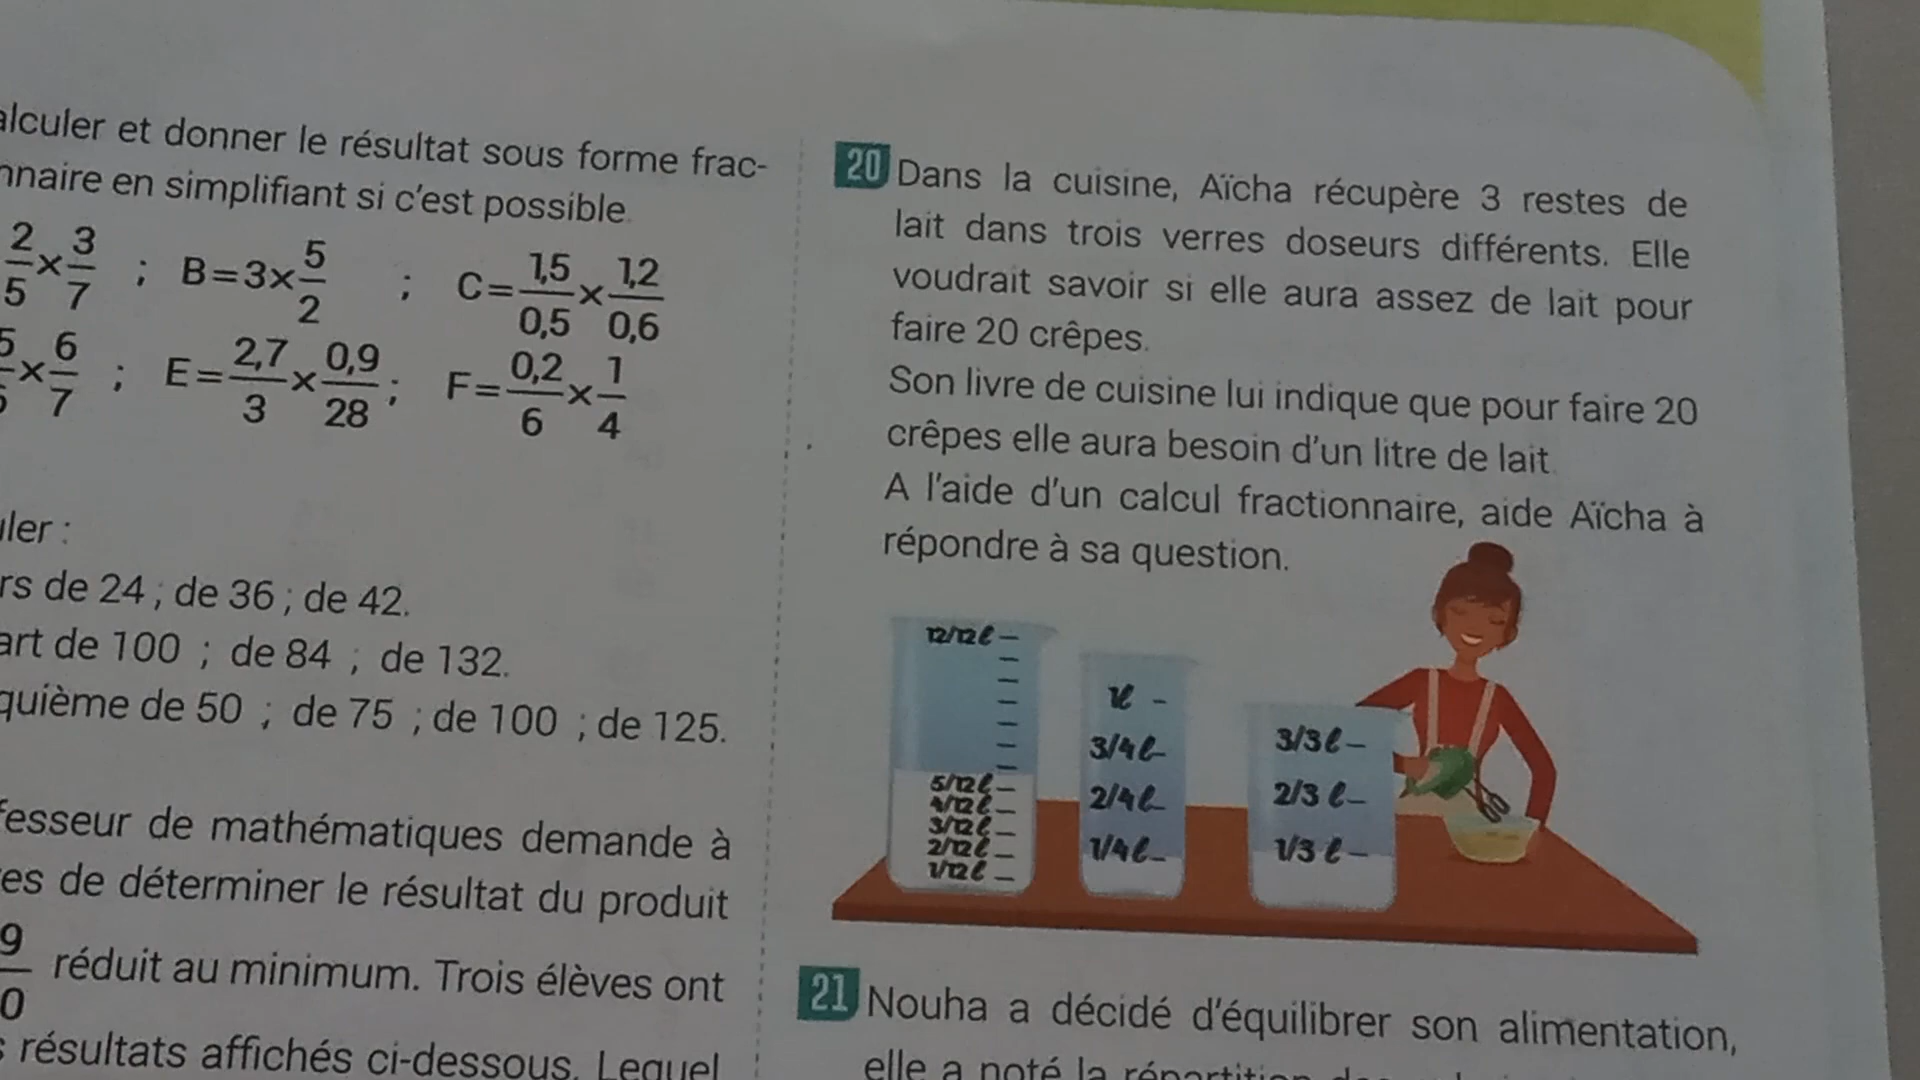 alculer et donner le résultat sous forme frac-
nnaire en simplifiant si c'est possible.
2/5×3/7 ; B=3×5/2 ; C=1,5/0,5×1,2/0,6
×6/7 ; E=2,7/3×0,9/28 ; F=0,2/6×1/4
uler :
rs de 24 ; de 36 ; de 42.
art de 100 ; de 84 ; de 132.
quième de 50 ; de 75 ; de 100 ; de 125.
fesseur de mathématiques demande à
es de déterminer le résultat du produit
9/0 réduit au minimum. Trois élèves ont
s résultats affichés ci-dessous. Lequel
20 Dans la cuisine, Aïcha récupère 3 restes de
lait dans trois verres doseurs différents. Elle
voudrait savoir si elle aura assez de lait pour
faire 20 crêpes.
Son livre de cuisine lui indique que pour faire 20
crêpes elle aura besoin d'un litre de lait.
A l'aide d'un calcul fractionnaire, aide Aïcha à
répondre à sa question.
12/12 l
5/12 l
4/12 l
3/12 l
2/12 l
1/12 l
1l
3/4 l
2/4 l
1/4 l
3/3 l
2/3 l
1/3 l
21 Nouha a décidé d'équilibrer son alimentation,
elle a noté la